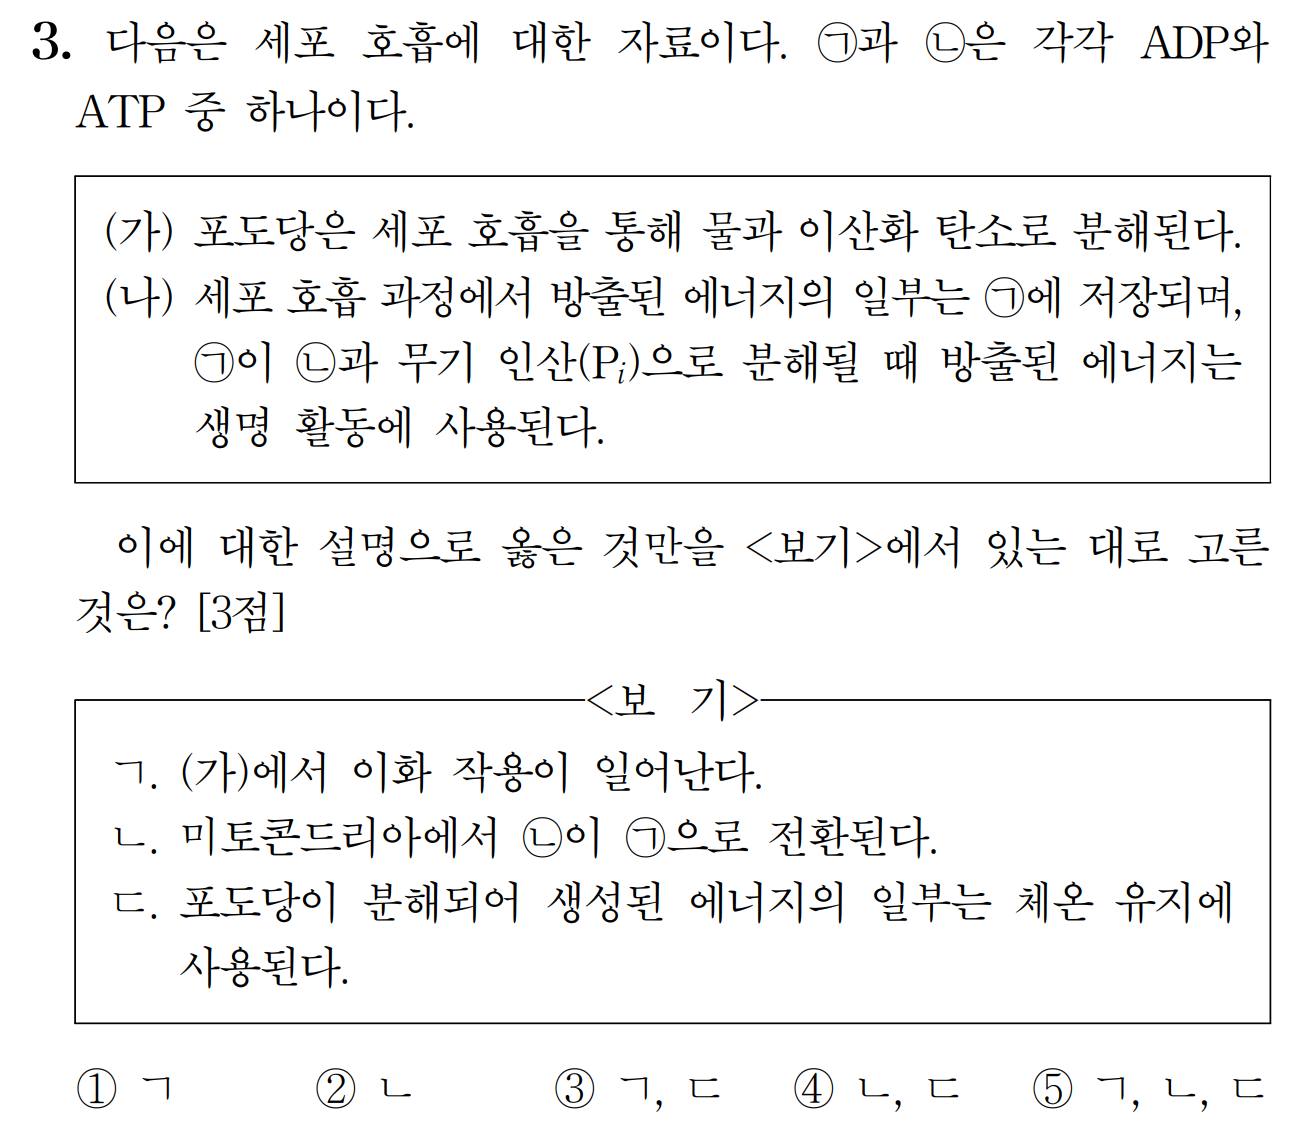 3. 다음은 세포 호흡에 대한 자료이다. ㉠과 ㉡은 각각 ADP와
ATP 중 하나이다.
(가) 포도당은 세포 호흡을 통해 물과 이산화 탄소로 분해된다.
(나) 세포 호흡 과정에서 방출된 에너지의 일부는 ㉠에 저장되며,
㉠이 ㉡과 무기 인산(Pi)으로 분해될 때 방출된 에너지는
생명 활동에 사용된다.
이에 대한 설명으로 옳은 것만을 <보기>에서 있는 대로 고른
것은? [3점]
<보 기>
ㄱ. (가)에서 이화 작용이 일어난다.
ㄴ. 미토콘드리아에서 ㉡이 ㉠으로 전환된다.
ㄷ. 포도당이 분해되어 생성된 에너지의 일부는 체온 유지에
사용된다.
① ㄱ ② ㄴ ③ ㄱ, ㄷ ④ ㄴ, ㄷ ⑤ ㄱ, ㄴ, ㄷ